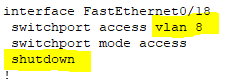 interface FastEthernet0/18
switchport access vlan 8
switchport mode access
shutdown
!